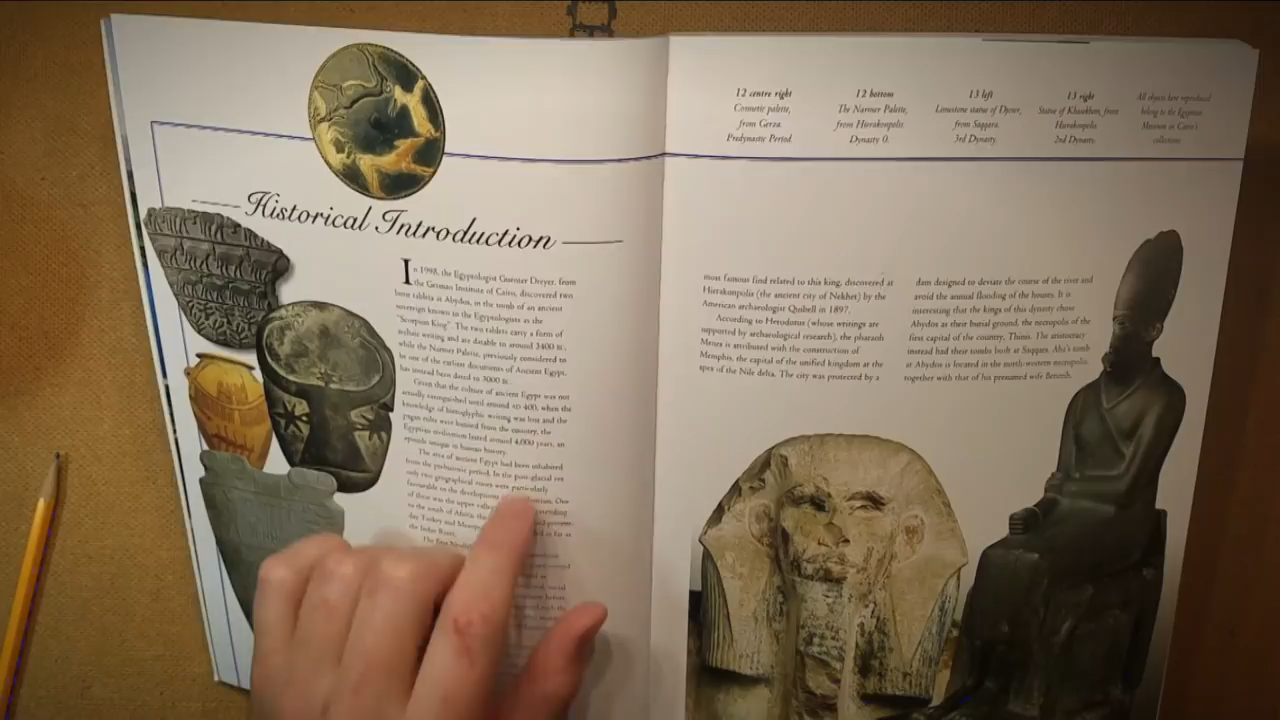 Historical Introduction
In 1998, the Egyptologist Guenter Dreyer, from
the German Institute of Cairo, discovered two
bone tablets at Abydos, in the tomb of an ancient
sovereign known to the Egyptologists as the
"Scorpion King". The two tablets carry a form of
archaic writing and are datable to around 3400 BC,
while the Narmer Palette, previously considered to
be one of the earliest documents of Ancient Egypt,
has instead been dated to 3000 BC.
Given that the culture of ancient Egypt was not
actually extinguished until around AD 400, when the
knowledge of hieroglyphic writing was lost and the
pagan cults were banned from the country, the
Egyptian civilization lasted around 4,000 years, an
episode unique in human history.
The area of ancient Egypt had been inhabited
from the prehistoric period. In the post-glacial era
only two geographical zones were particularly
favourable to the development One
of these was the upper valley extending
to the south of Africa; the present-
day Turkey and as far as
the Indus River.
12 centre right
Cosmetic palette,
from Gerza.
Predynastic Period.
12 bottom
The Narmer Palette,
from Hierakonpolis.
Dynasty 0.
13 left
Limestone statue of Djoser,
from Saqqara.
3rd Dynasty.
13 right
Statue of Khasekhem, from
Hierakonpolis.
2nd Dynasty.
All objects here reproduced
belong to the Egyptian
Museum in Cairo's
collections
most famous find related to this king, discovered at
Hierakonpolis (the ancient city of Nekhet) by the
American archaeologist Quibell in 1897.
According to Herodotus (whose writings are
supported by archaeological research), the pharaoh
Menes is attributed with the construction of
Memphis, the capital of the unified kingdom at the
apex of the Nile delta. The city was protected by a
dam designed to deviate the course of the river and
avoid the annual flooding of the houses. It is
interesting that the kings of this dynasty chose
Abydos as their burial ground, the necropolis of the
first capital of the country, Thinis. The aristocracy
instead had their tombs built at Saqqara. Aha's tomb
at Abydos is located in the north-western necropolis
together with that of his presumed wife Benerib.